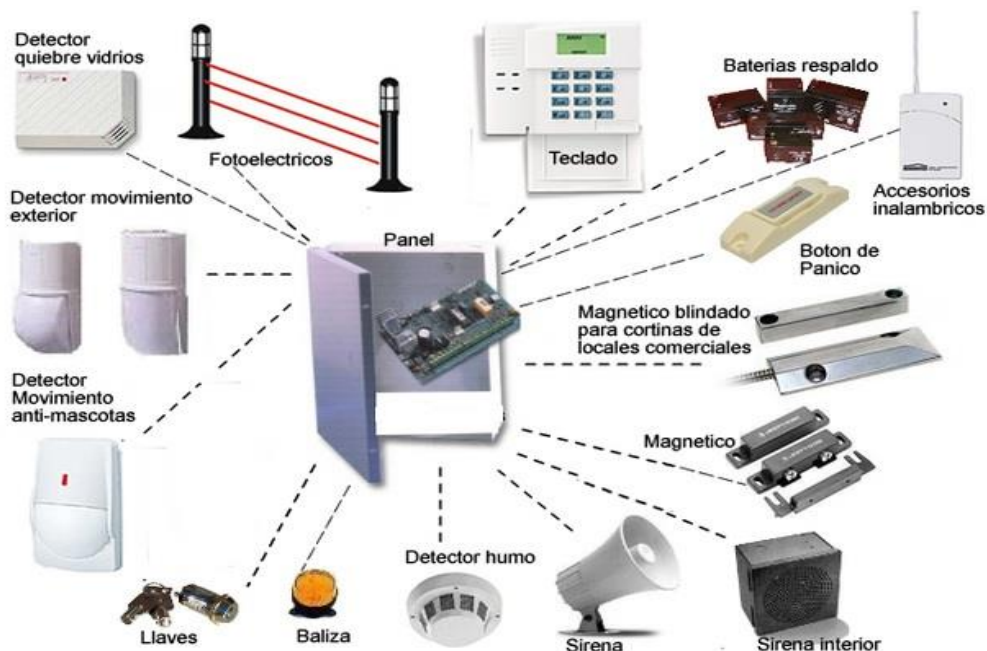 Detector
quiebre vidrios
Fotoelectricos
Teclado
Baterias respaldo
Accesorios
inalambricos
Detector movimiento
exterior
Panel
Boton de
Panico
Magnetico blindado
para cortinas de
locales comerciales
Detector
Movimiento
anti-mascotas
Magnetico
Detector humo
Llaves
Baliza
Sirena
Sirena interior